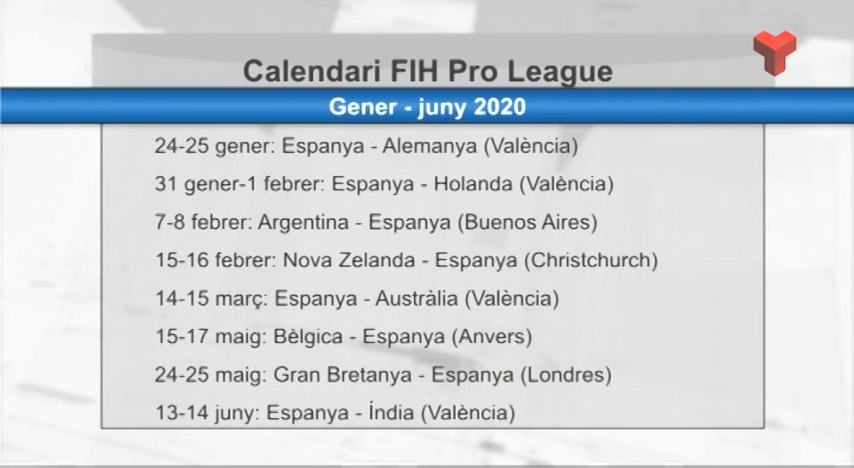 Calendari FIH Pro League
Gener - juny 2020
24-25 gener: Espanya - Alemanya (València)
31 gener-1 febrer: Espanya - Holanda (València)
7-8 febrer: Argentina - Espanya (Buenos Aires)
15-16 febrer: Nova Zelanda - Espanya (Christchurch)
14-15 març: Espanya - Austràlia (València)
15-17 maig: Bèlgica - Espanya (Anvers)
24-25 maig: Gran Bretanya - Espanya (Londres)
13-14 juny: Espanya - Índia (València)